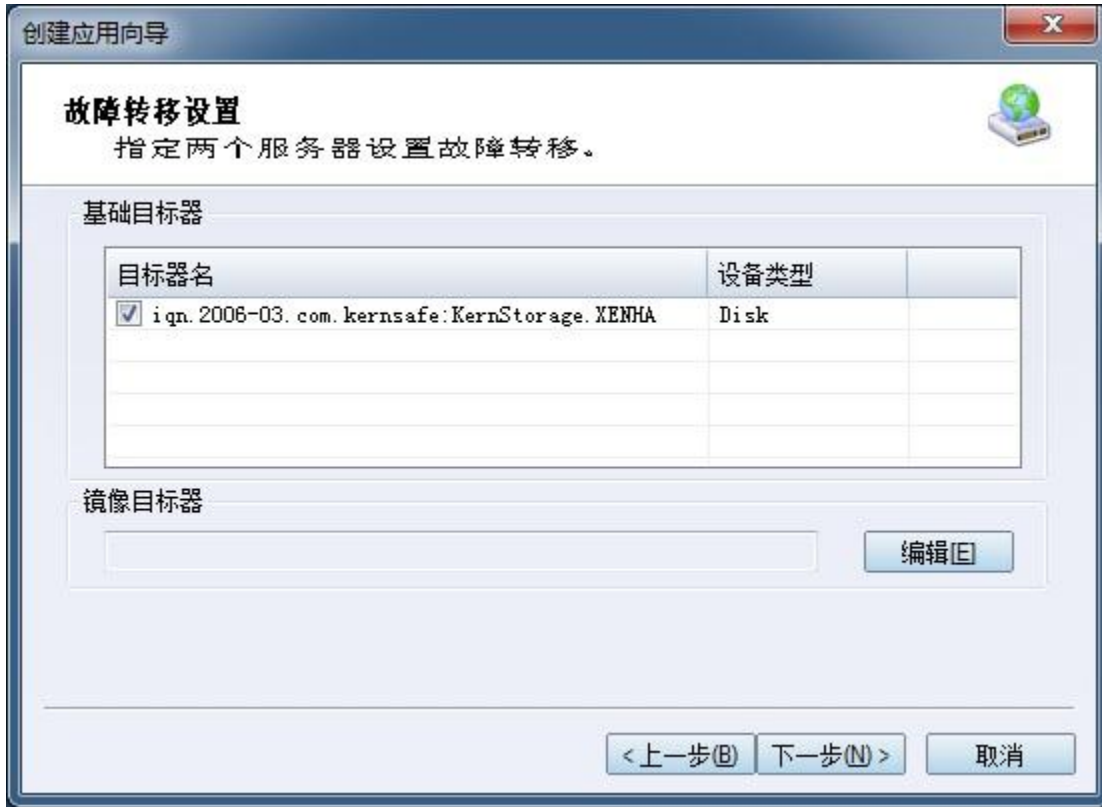 创建应用向导
故障转移设置
指定两个服务器设置故障转移。
基础目标器
目标器名 设备类型
iqn.2006-03.com.kernsafe:KernStorage.XENHA Disk
镜像目标器
编辑[E]
<上一步(B) 下一步(N)> 取消